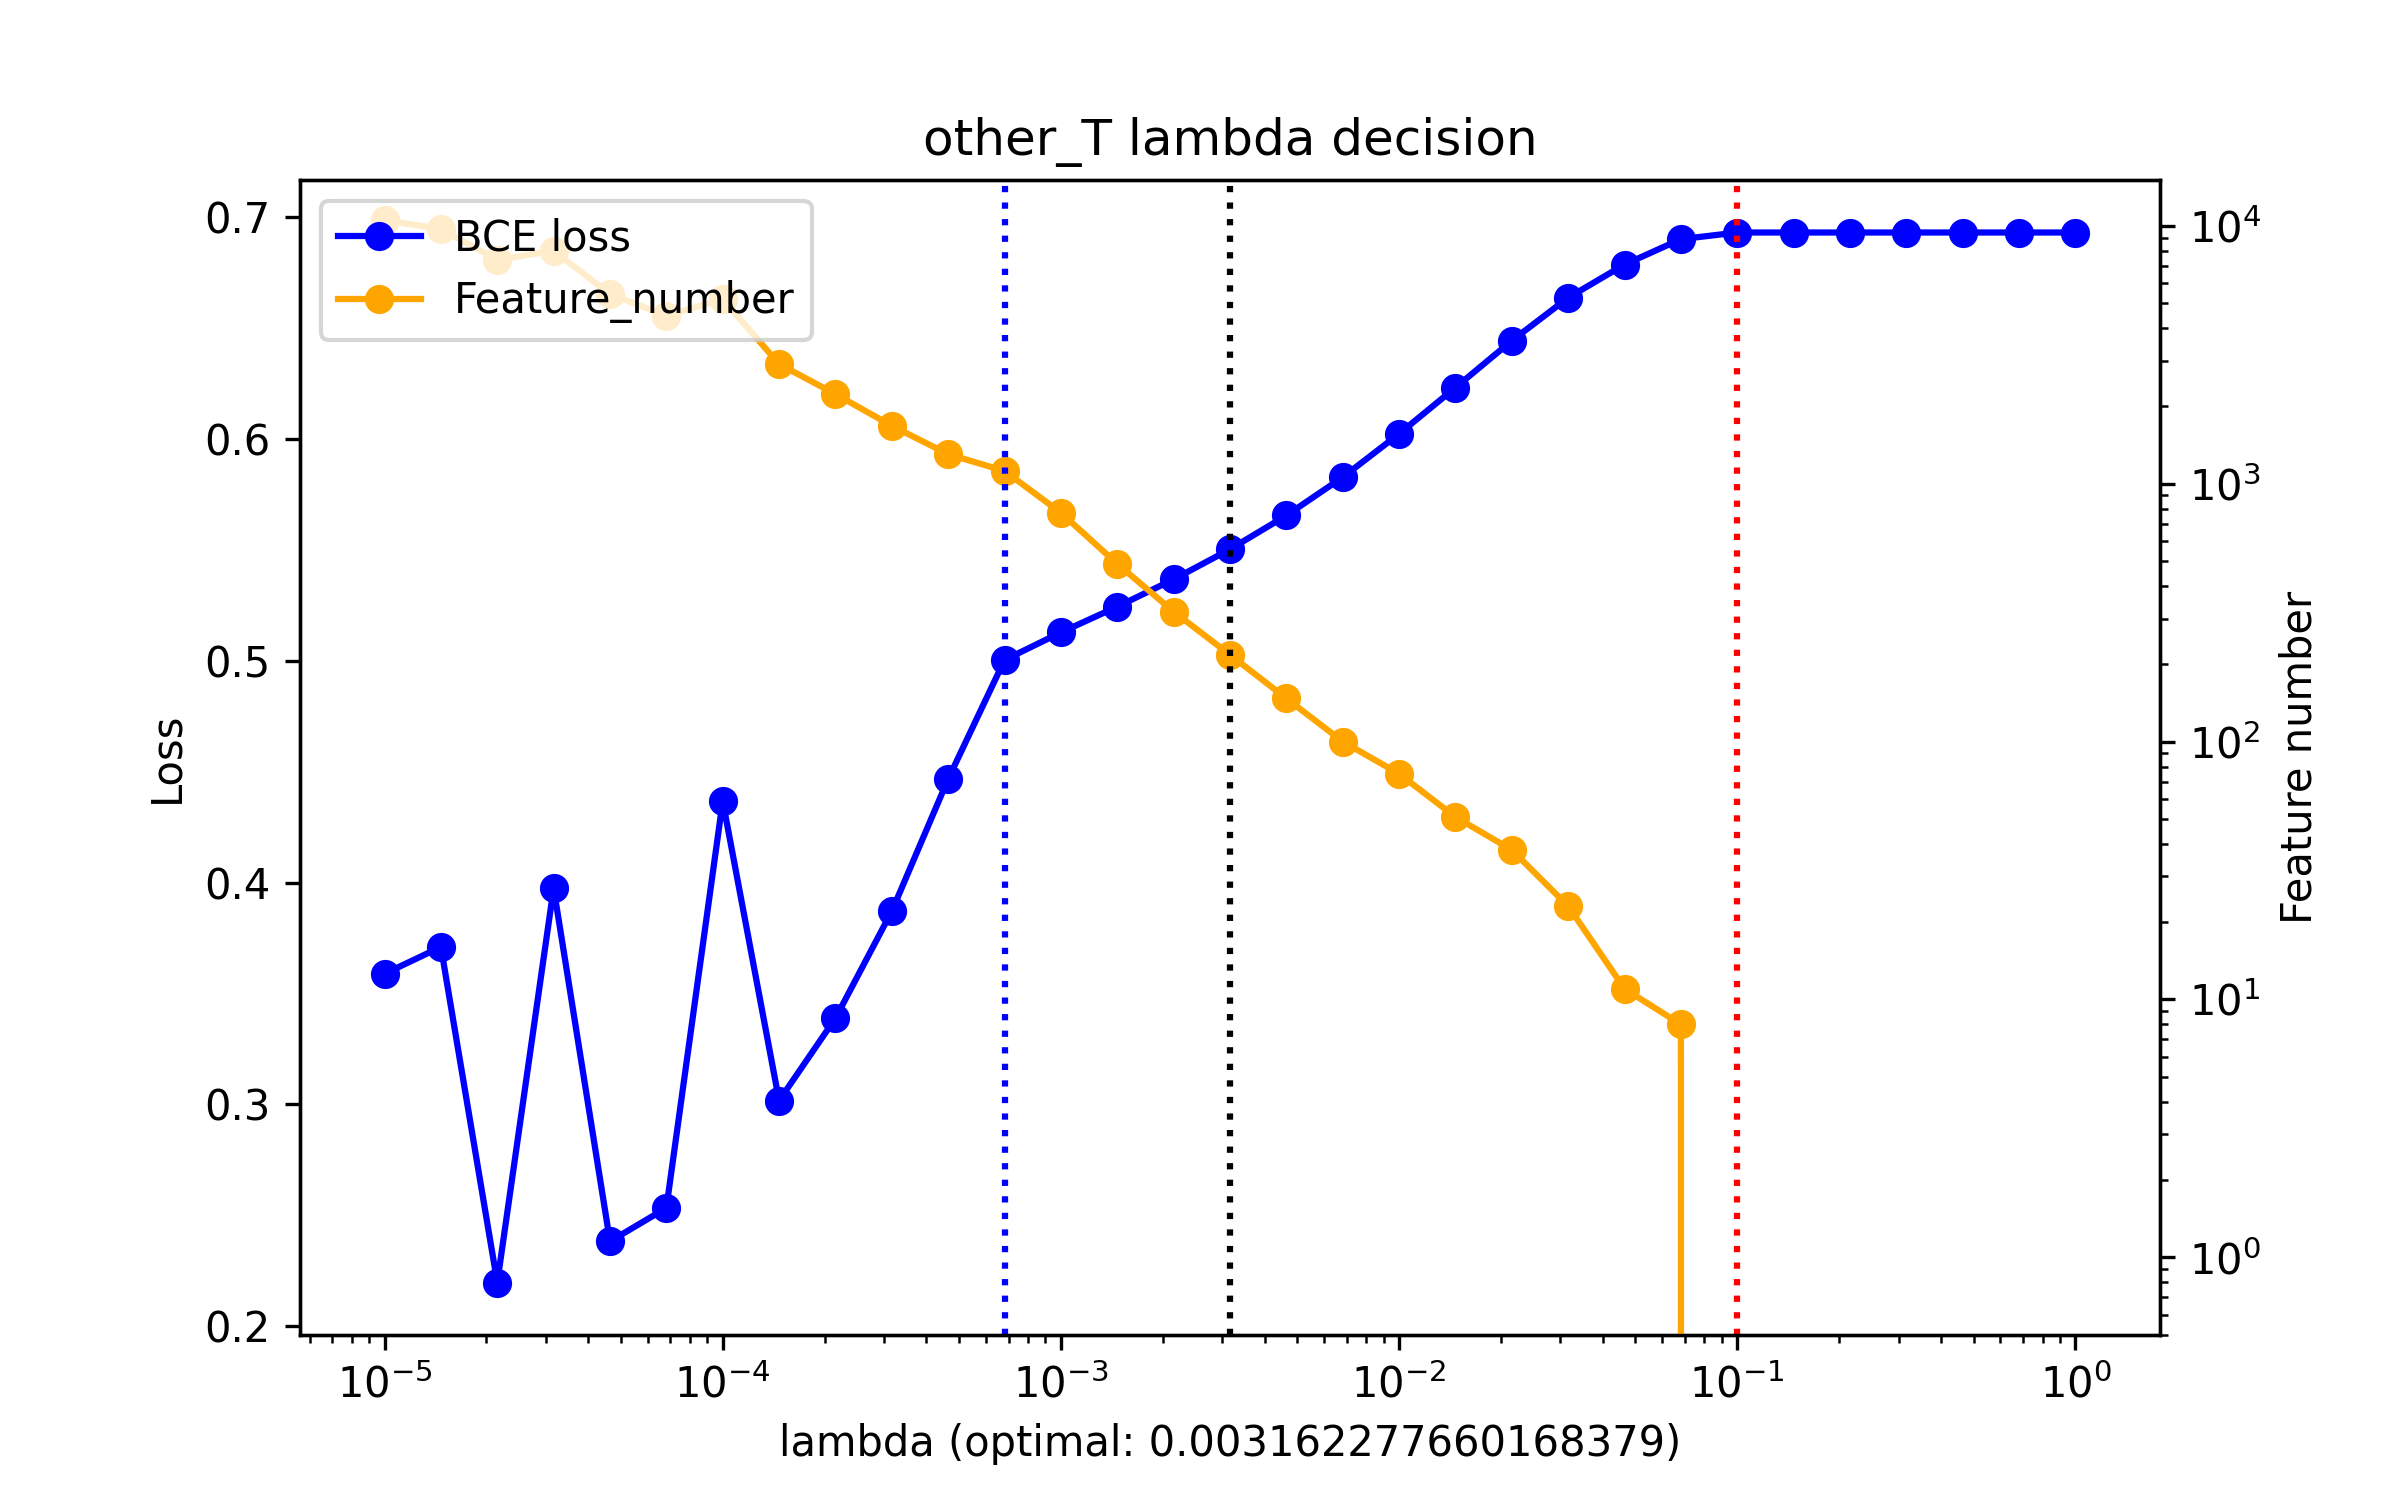 other_T lambda decision
BCE loss
Feature_number
0.7
0.6
0.5
0.4
0.3
0.2
Loss
10⁴
10³
10²
10¹
10⁰
Feature number
10⁻⁵ 10⁻⁴ 10⁻³ 10⁻² 10⁻¹ 10⁰
lambda (optimal: 0.0031622776601683795)